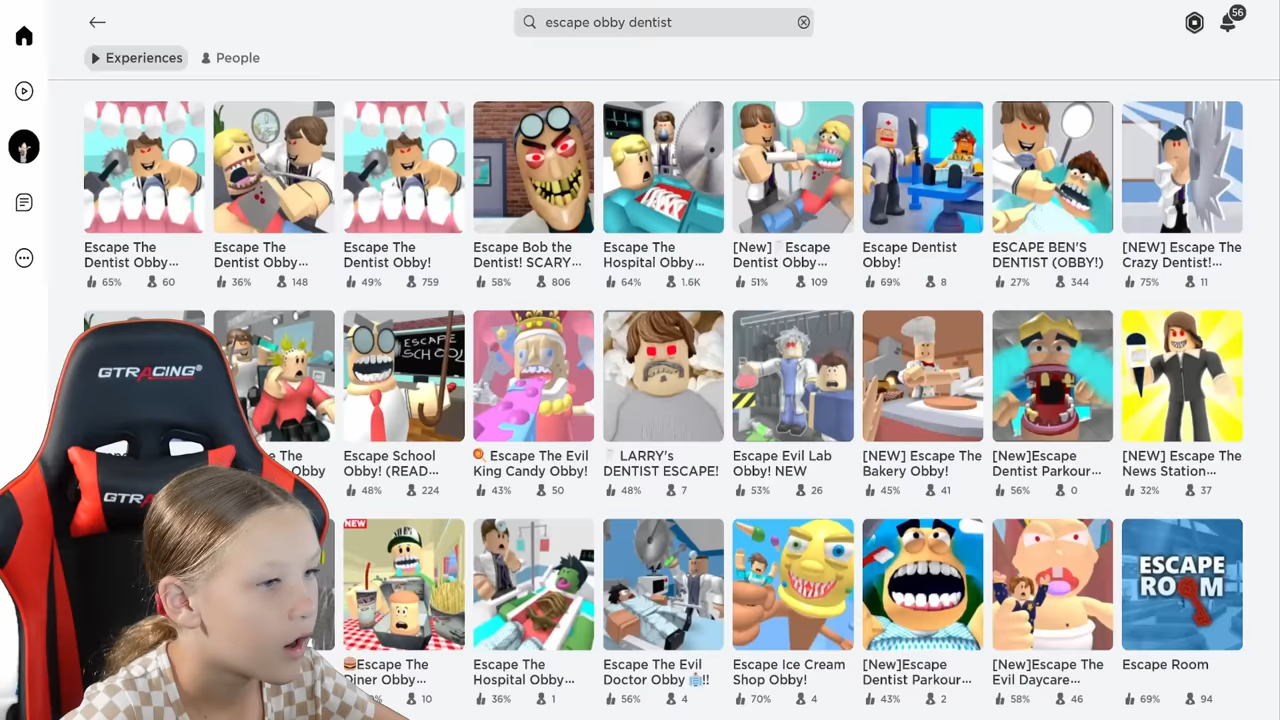 escape obby dentist
56
Experiences
People
Escape The
Dentist Obby...
65% 60
Escape The
Dentist Obby...
36% 148
Escape The
Dentist Obby!
49% 759
Escape Bob the
Dentist! SCARY...
58% 806
Escape The
Hospital Obby...
64% 1.6K
[New] Escape
Dentist Obby...
51% 109
Escape Dentist
Obby!
69% 8
ESCAPE BEN'S
DENTIST (OBBY!)
27% 344
[NEW] Escape The
Crazy Dentist!...
75% 11
GTRACING®
GTRA
The
Obby
ESCAPE
SCHOOL
Escape School
Obby! (READ...
48% 224
Escape The Evil
King Candy Obby!
43% 50
LARRY's
DENTIST ESCAPE!
48% 7
Escape Evil Lab
Obby! NEW
53% 26
[NEW] Escape The
Bakery Obby!
45% 41
[New]Escape
Dentist Parkour...
56% 0
[NEW] Escape The
News Station...
32% 37
NEW
Escape The
Diner Obby...
10
Escape The
Hospital Obby...
36% 1
Escape The Evil
Doctor Obby !!
56% 4
Escape Ice Cream
Shop Obby!
70% 4
[New]Escape
Dentist Parkour...
43% 2
[New]Escape The
Evil Daycare...
58% 46
ESCAPE
ROOM
Escape Room
69% 94